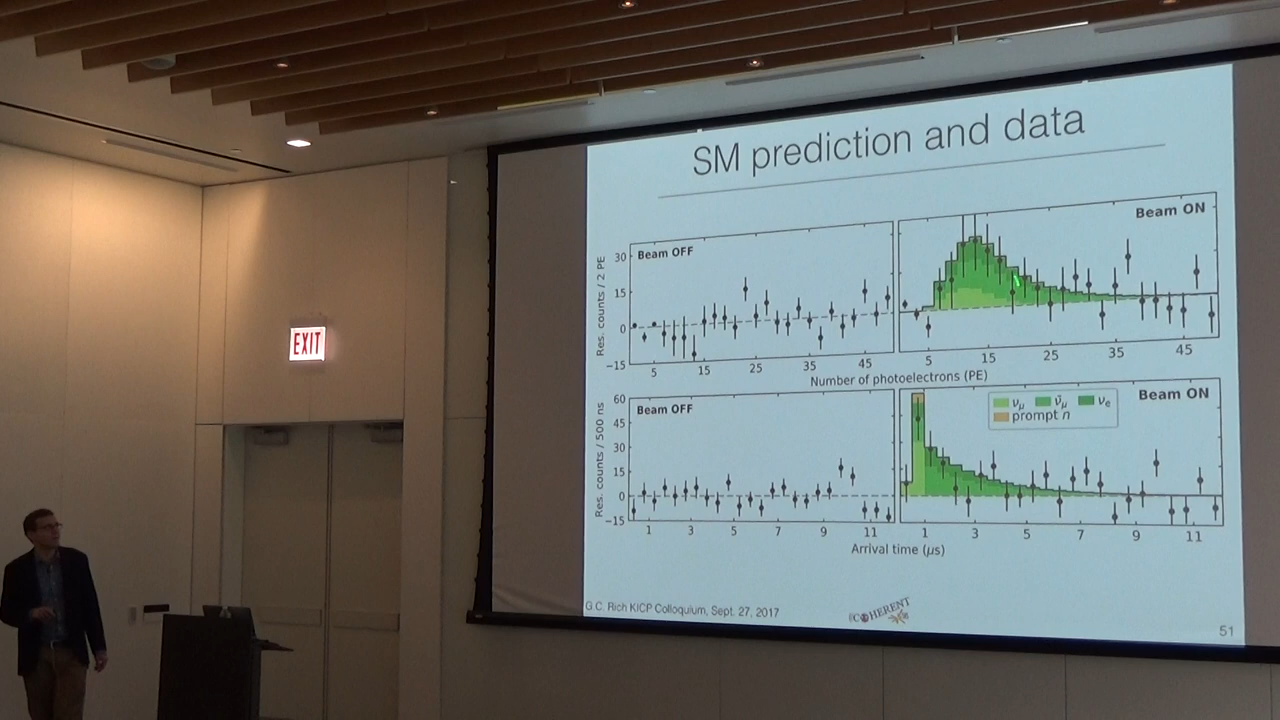 SM prediction and data
Beam OFF
Beam ON
Res. counts / 2 PE
30
15
0
−15
5 15 25 35 45
5 15 25 35 45
Number of photoelectrons (PE)
Beam OFF
Beam ON
Res. counts / 500 ns
60
45
30
15
0
−15
νμ ν̄μ νe
prompt n
1 3 5 7 9 11
1 3 5 7 9 11
Arrival time (μs)
EXIT
G.C. Rich KICP Colloquium, Sept. 27, 2017
COHERENT
51